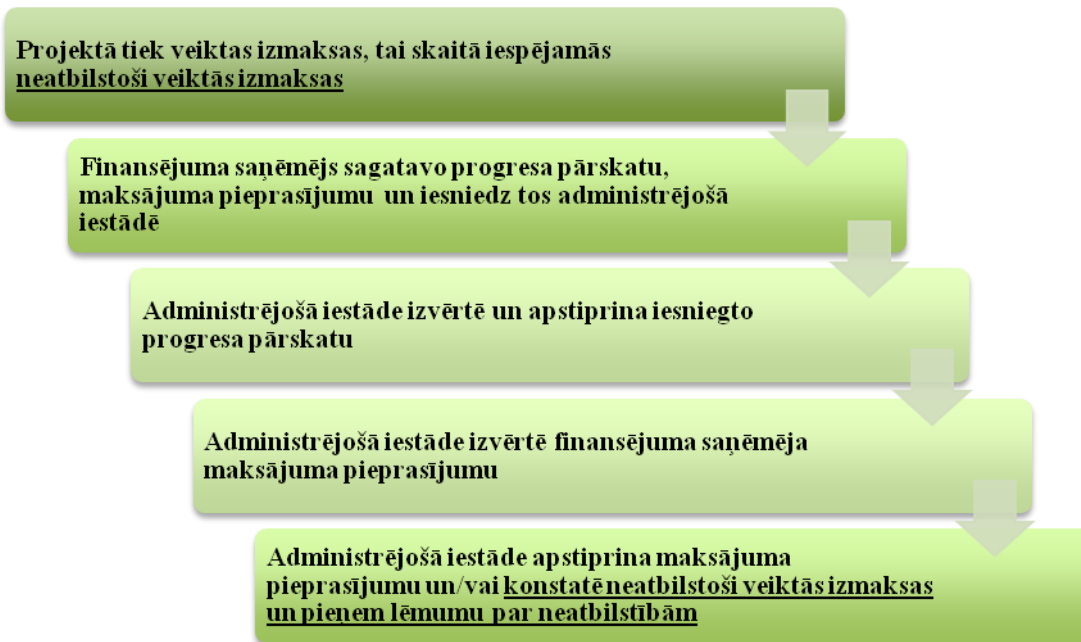 Projektā tiek veiktas izmaksas, tai skaitā iespējamās
neatbilstoši veiktās izmaksas
Finansējuma saņēmējs sagatavo progresa pārskatu,
maksājuma pieprasījumu un iesniedz tos administrējošā
iestādē
Administrējošā iestāde izvērtē un apstiprina iesniegto
progresa pārskatu
Administrējošā iestāde izvērtē finansējuma saņēmēja
maksājuma pieprasījumu
Administrējošā iestāde apstiprina maksājuma
pieprasījumu un/vai konstatē neatbilstoši veiktās izmaksas
un pieņem lēmumu par neatbilstībām